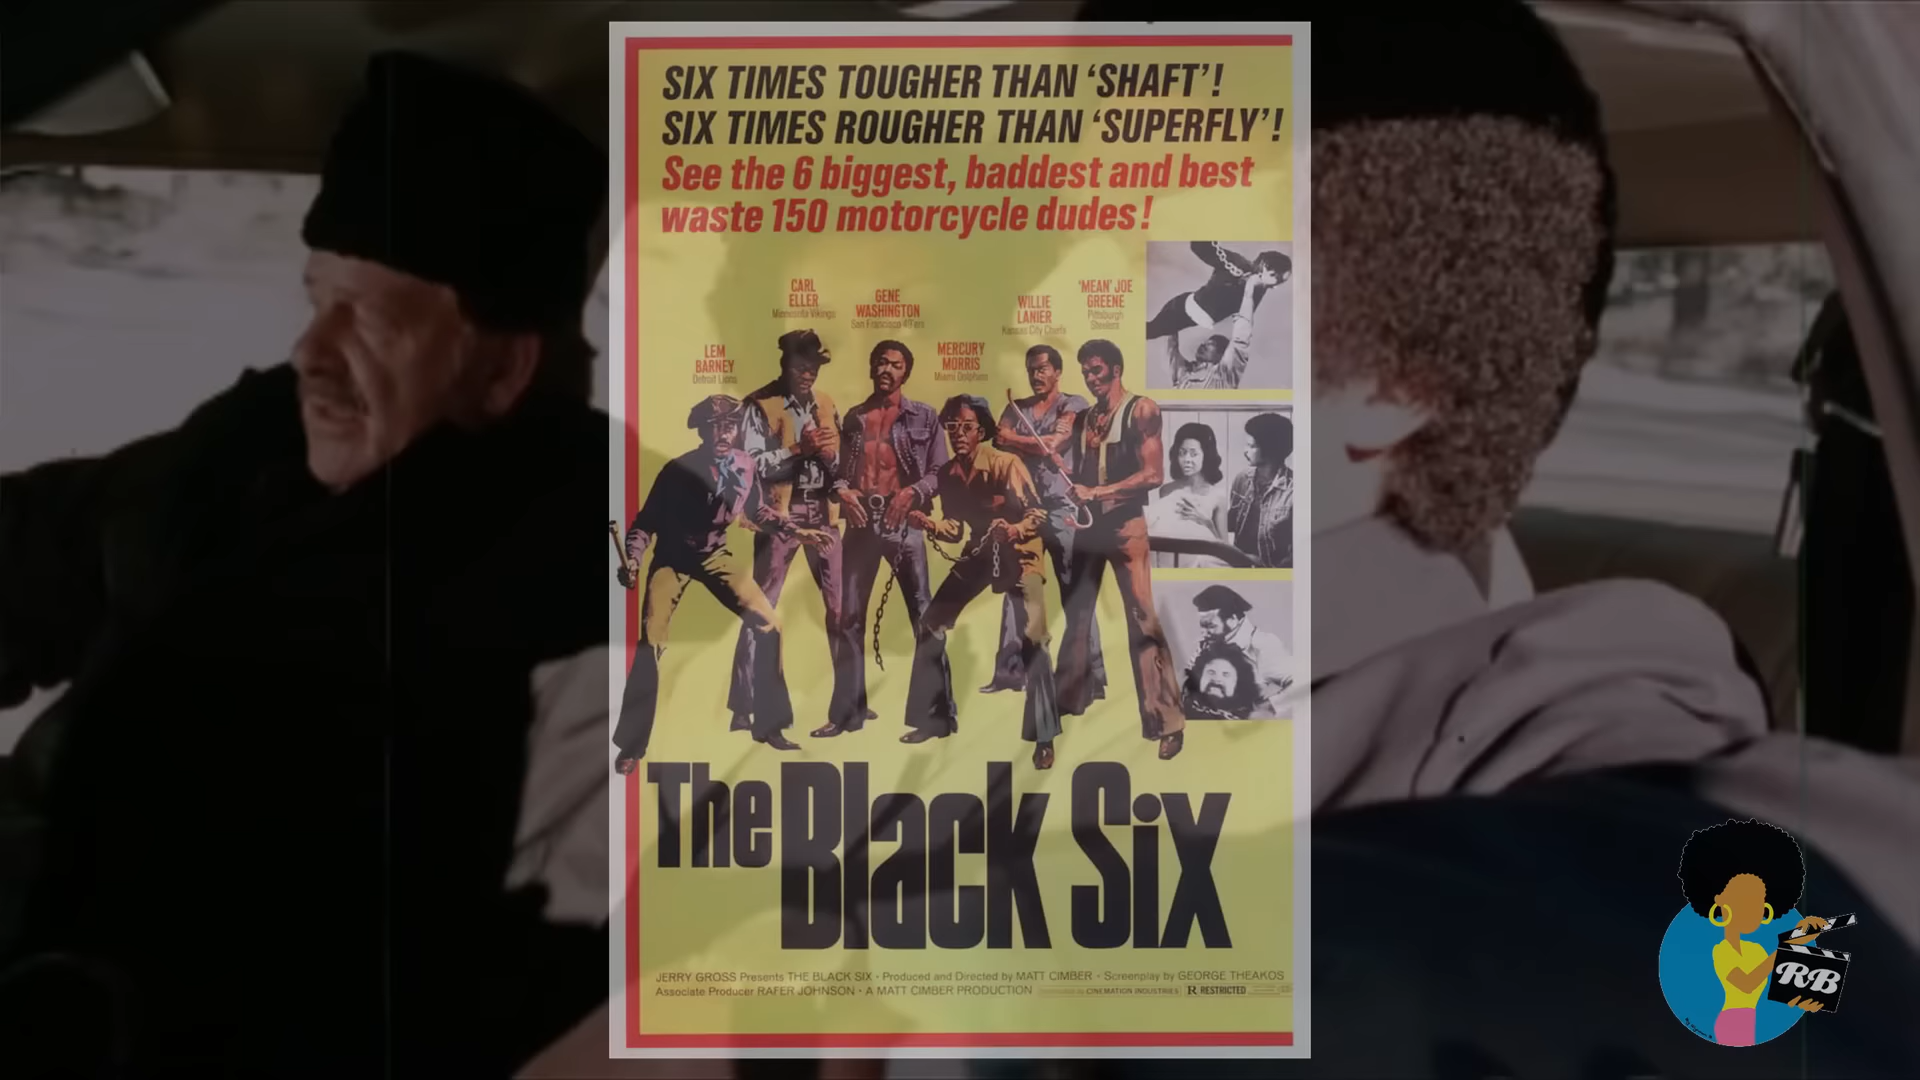 SIX TIMES TOUGHER THAN ‘SHAFT’!
SIX TIMES ROUGHER THAN ‘SUPERFLY’!
See the 6 biggest, baddest and best
waste 150 motorcycle dudes!
CARL
ELLER
Minnesota Vikings
GENE
WASHINGTON
San Francisco 49ers
WILLIE
LANIER
Kansas City Chiefs
‘MEAN’ JOE
GREENE
Pittsburgh
Steelers
LEM
BARNEY
Detroit Lions
MERCURY
MORRIS
Miami Dolphins
The Black Six
JERRY GROSS Presents THE BLACK SIX · Produced and Directed by MATT CIMBER · Screenplay by GEORGE THEAKOS
Associate Producer RAFER JOHNSON · A MATT CIMBER PRODUCTION
CINEMATION INDUSTRIES R RESTRICTED
RB